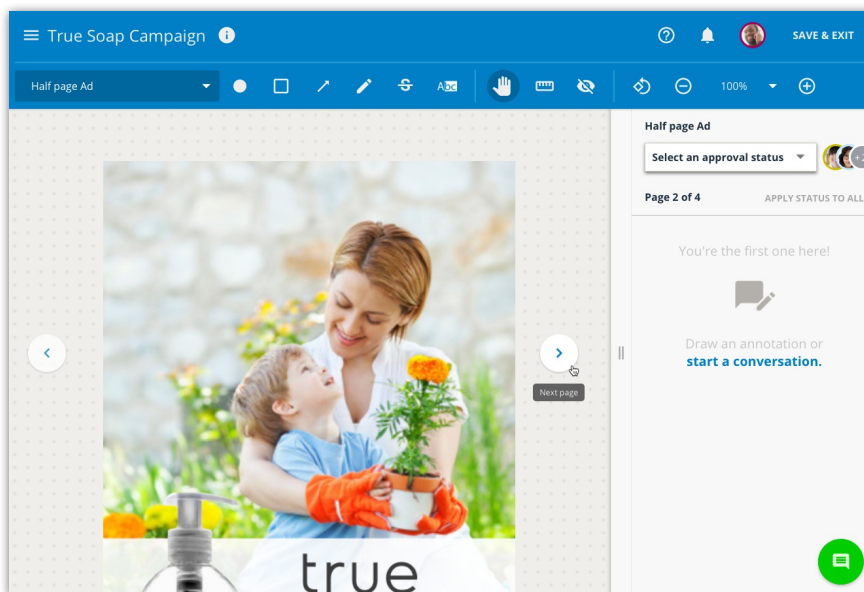 True Soap Campaign
SAVE & EXIT
Half page Ad
Abc
100%
Half page Ad
Select an approval status
Page 2 of 4
APPLY STATUS TO ALL
You're the first one here!
Draw an annotation or
start a conversation.
Next page
true